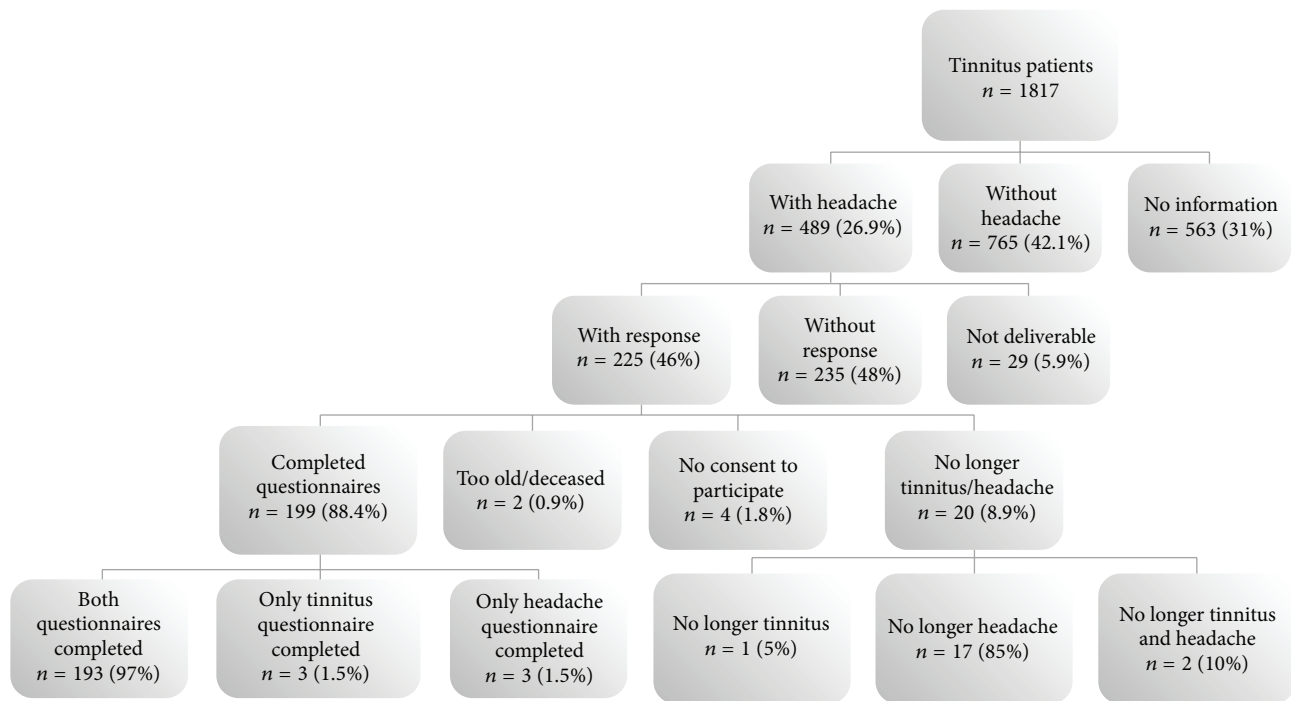 Tinnitus patients
n = 1817
With headache
n = 489 (26.9%)
Without
headache
n = 765 (42.1%)
No information
n = 563 (31%)
With response
n = 225 (46%)
Without
response
n = 235 (48%)
Not deliverable
n = 29 (5.9%)
Completed
questionnaires
n = 199 (88.4%)
Too old/deceased
n = 2 (0.9%)
No consent to
participate
n = 4 (1.8%)
No longer
tinnitus/headache
n = 20 (8.9%)
Both
questionnaires
completed
n = 193 (97%)
Only tinnitus
questionnaire
completed
n = 3 (1.5%)
Only headache
questionnaire
completed
n = 3 (1.5%)
No longer tinnitus
n = 1 (5%)
No longer headache
n = 17 (85%)
No longer tinnitus
and headache
n = 2 (10%)